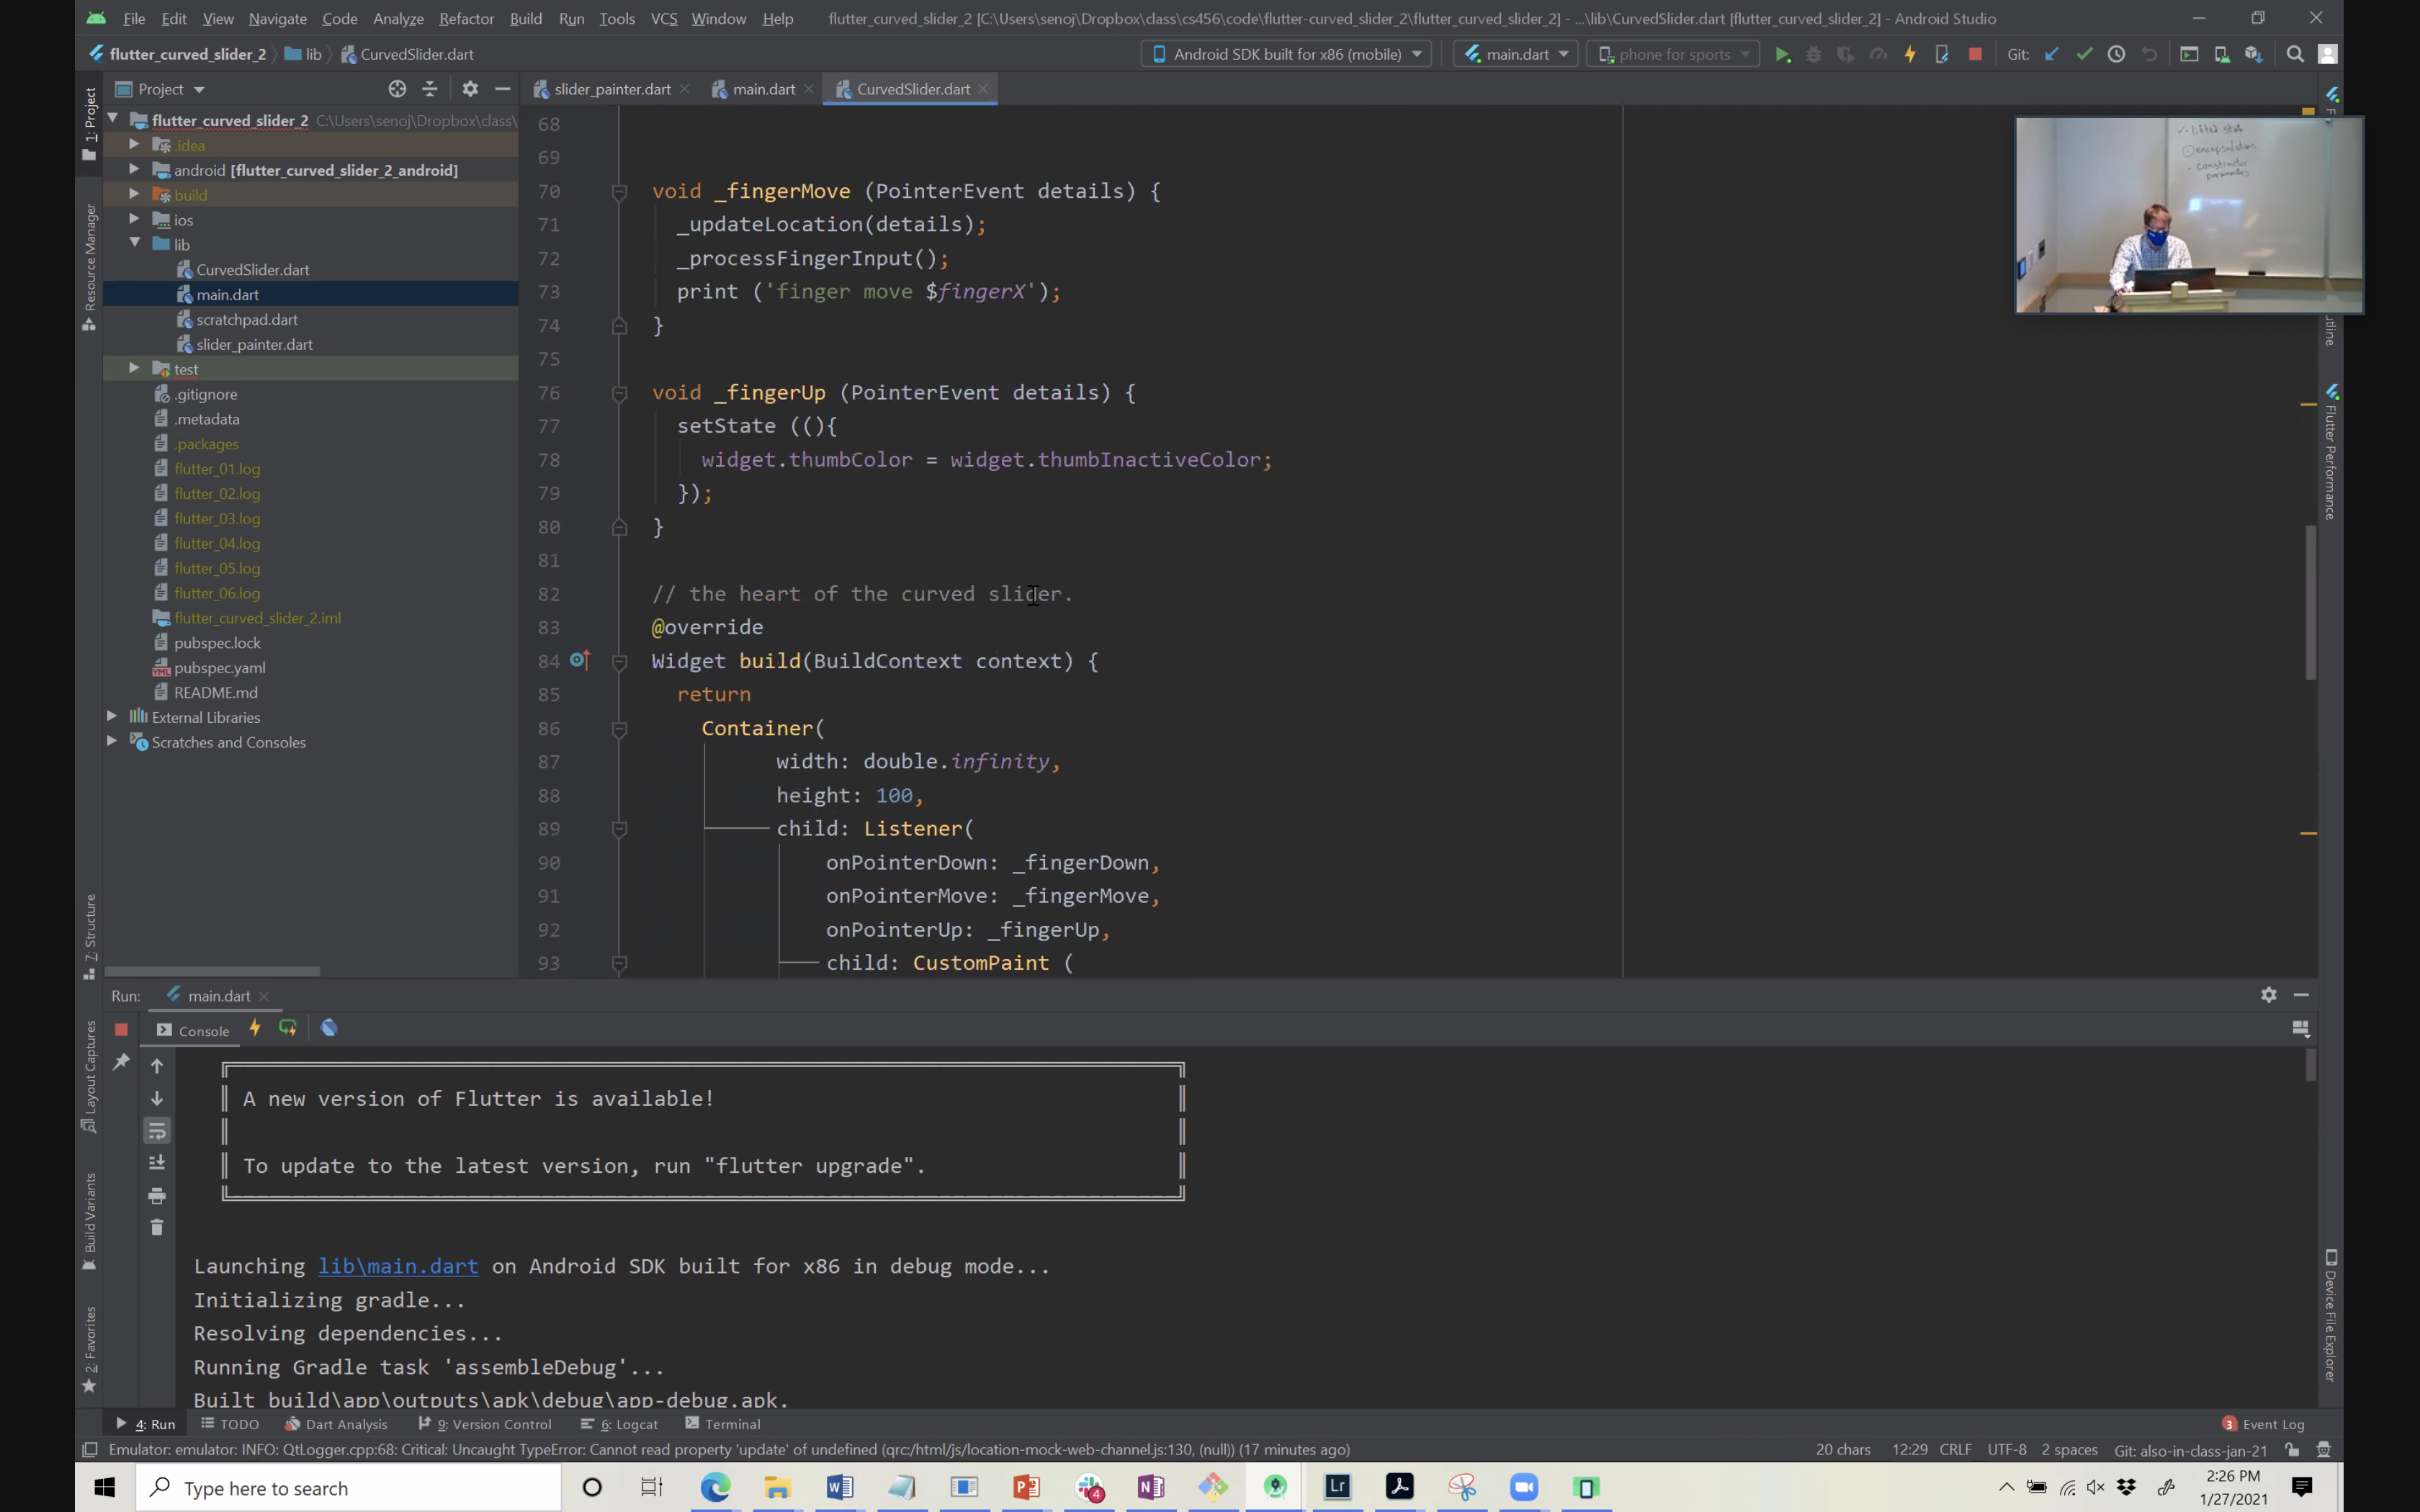 File Edit View Navigate Code Analyze Refactor Build Run Tools VCS Window Help flutter_curved_slider_2 [C:\Users\senoj\Dropbox\class\cs456\code\flutter-curved_slider_2\flutter_curved_slider_2] - ...\lib\CurvedSlider.dart [flutter_curved_slider_2] - Android Studio
flutter_curved_slider_2 lib CurvedSlider.dart Android SDK built for x86 (mobile) main.dart phone for sports Git:
Project slider_painter.dart main.dart CurvedSlider.dart
1: Project
Resource Manager
7: Structure
Layout Captures
Build Variants
2: Favorites
flutter_curved_slider_2 C:\Users\senoj\Dropbox\class\
.idea
android [flutter_curved_slider_2_android]
build
ios
lib
CurvedSlider.dart
main.dart
scratchpad.dart
slider_painter.dart
test
.gitignore
.metadata
.packages
flutter_01.log
flutter_02.log
flutter_03.log
flutter_04.log
flutter_05.log
flutter_06.log
flutter_curved_slider_2.iml
pubspec.lock
pubspec.yaml
README.md
External Libraries
Scratches and Consoles
68
69
70 void _fingerMove (PointerEvent details) {
71 _updateLocation(details);
72 _processFingerInput();
73 print ('finger move $fingerX');
74 }
75
76 void _fingerUp (PointerEvent details) {
77 setState ((){
78 widget.thumbColor = widget.thumbInactiveColor;
79 });
80 }
81
82 // the heart of the curved slider.
83 @override
84 Widget build(BuildContext context) {
85 return
86 Container(
87 width: double.infinity,
88 height: 100,
89 child: Listener(
90 onPointerDown: _fingerDown,
91 onPointerMove: _fingerMove,
92 onPointerUp: _fingerUp,
93 child: CustomPaint (
✓ - lifted state
encapsulation
- constructor
parameters
Flutter Performance
Device File Explorer
Run: main.dart
Console
A new version of Flutter is available!
To update to the latest version, run "flutter upgrade".
Launching lib\main.dart on Android SDK built for x86 in debug mode...
Initializing gradle...
Resolving dependencies...
Running Gradle task 'assembleDebug'...
Built build\app\outputs\apk\debug\app-debug.apk.
4: Run TODO Dart Analysis 9: Version Control 6: Logcat Terminal 3 Event Log
Emulator: emulator: INFO: QtLogger.cpp:68: Critical: Uncaught TypeError: Cannot read property 'update' of undefined (qrc:/html/js/location-mock-web-channel.js:130, (null)) (17 minutes ago) 20 chars 12:29 CRLF UTF-8 2 spaces Git: also-in-class-jan-21
Type here to search 4 Lr 2:26 PM
1/27/2021